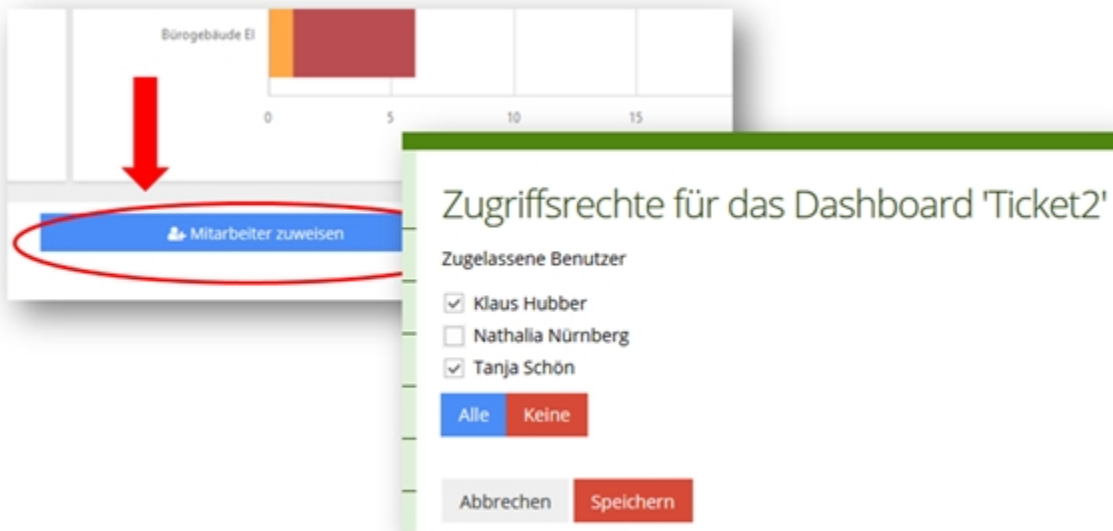 Bürogebäude El
0 5 10 15
Mitarbeiter zuweisen
Zugriffsrechte für das Dashboard 'Ticket2'
Zugelassene Benutzer
Klaus Hubber
Nathalia Nürnberg
Tanja Schön
Alle Keine
Abbrechen Speichern